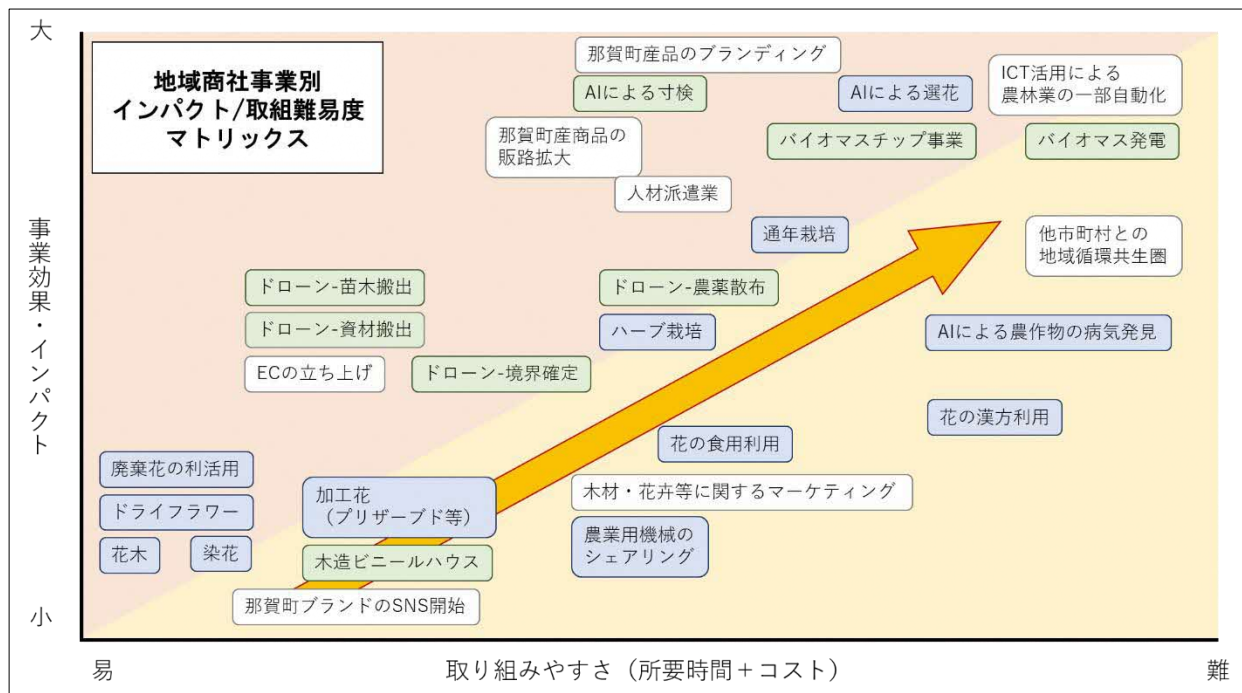 大
地域商社事業別
インパクト/取組難易度
マトリックス
那賀町産品のブランディング
AIによる寸検
AIによる選花
ICT活用による
農林業の一部自動化
那賀町産商品の
販路拡大
バイオマスチップ事業
バイオマス発電
人材派遣業
通年栽培
他市町村との
地域循環共生圏
事業効果・インパクト
ドローン-苗木搬出
ドローン-農薬散布
ドローン-資材搬出
ハーブ栽培
AIによる農作物の病気発見
ECの立ち上げ
ドローン-境界確定
花の漢方利用
花の食用利用
廃棄花の利活用
加工花
（プリザーブド等）
木材・花卉等に関するマーケティング
ドライフラワー
農業用機械の
シェアリング
花木
染花
木造ビニールハウス
那賀町ブランドのSNS開始
小
易
取り組みやすさ（所要時間＋コスト）
難